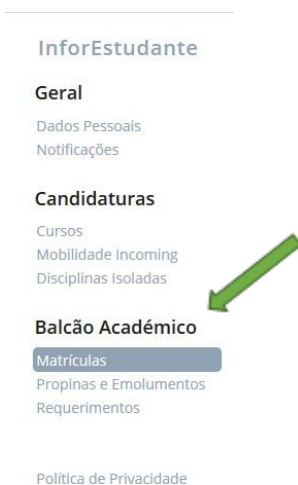 InforEstudante
Geral
Dados Pessoais
Notificações
Candidaturas
Cursos
Mobilidade Incoming
Disciplinas Isoladas
Balcão Académico
Matrículas
Propinas e Emolumentos
Requerimentos
Política de Privacidade